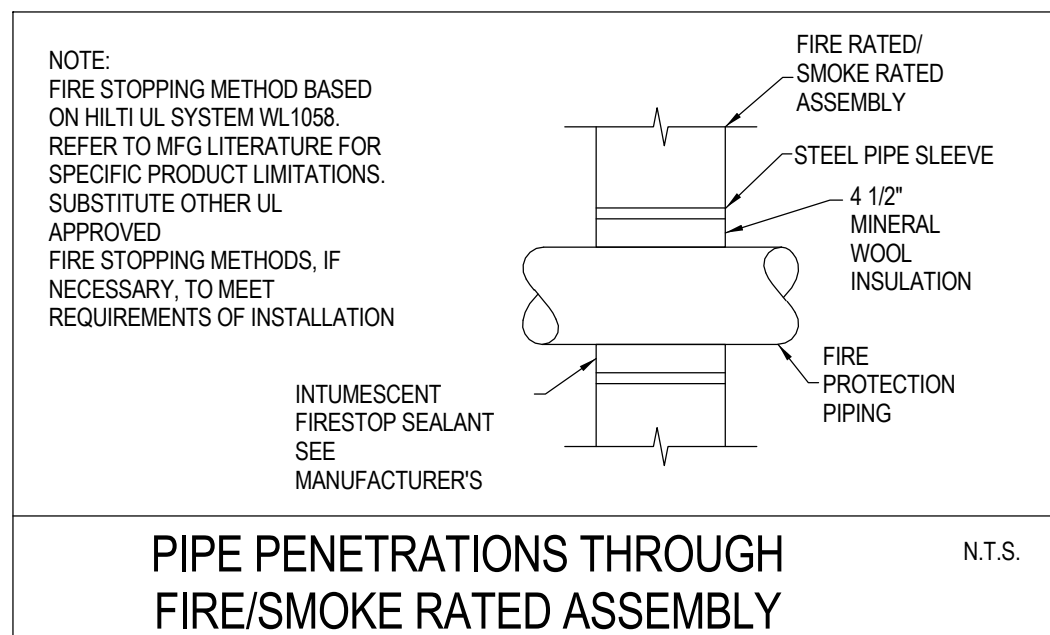 NOTE:
FIRE STOPPING METHOD BASED
ON HILTI UL SYSTEM WL1058.
REFER TO MFG LITERATURE FOR
SPECIFIC PRODUCT LIMITATIONS.
SUBSTITUTE OTHER UL
APPROVED
FIRE STOPPING METHODS, IF
NECESSARY, TO MEET
REQUIREMENTS OF INSTALLATION
FIRE RATED/
SMOKE RATED
ASSEMBLY
STEEL PIPE SLEEVE
4 1/2"
MINERAL
WOOL
INSULATION
FIRE
PROTECTION
PIPING
INTUMESCENT
FIRESTOP SEALANT
SEE
MANUFACTURER'S
PIPE PENETRATIONS THROUGH
FIRE/SMOKE RATED ASSEMBLY
N.T.S.